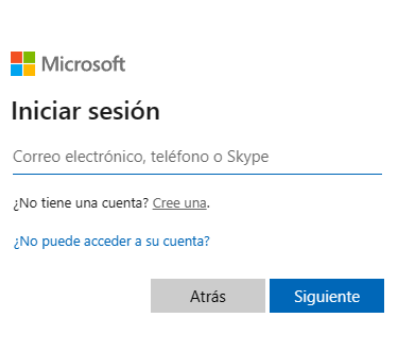 Microsoft
Iniciar sesión
Correo electrónico, teléfono o Skype
¿No tiene una cuenta? Cree una.
¿No puede acceder a su cuenta?
Atrás Siguiente